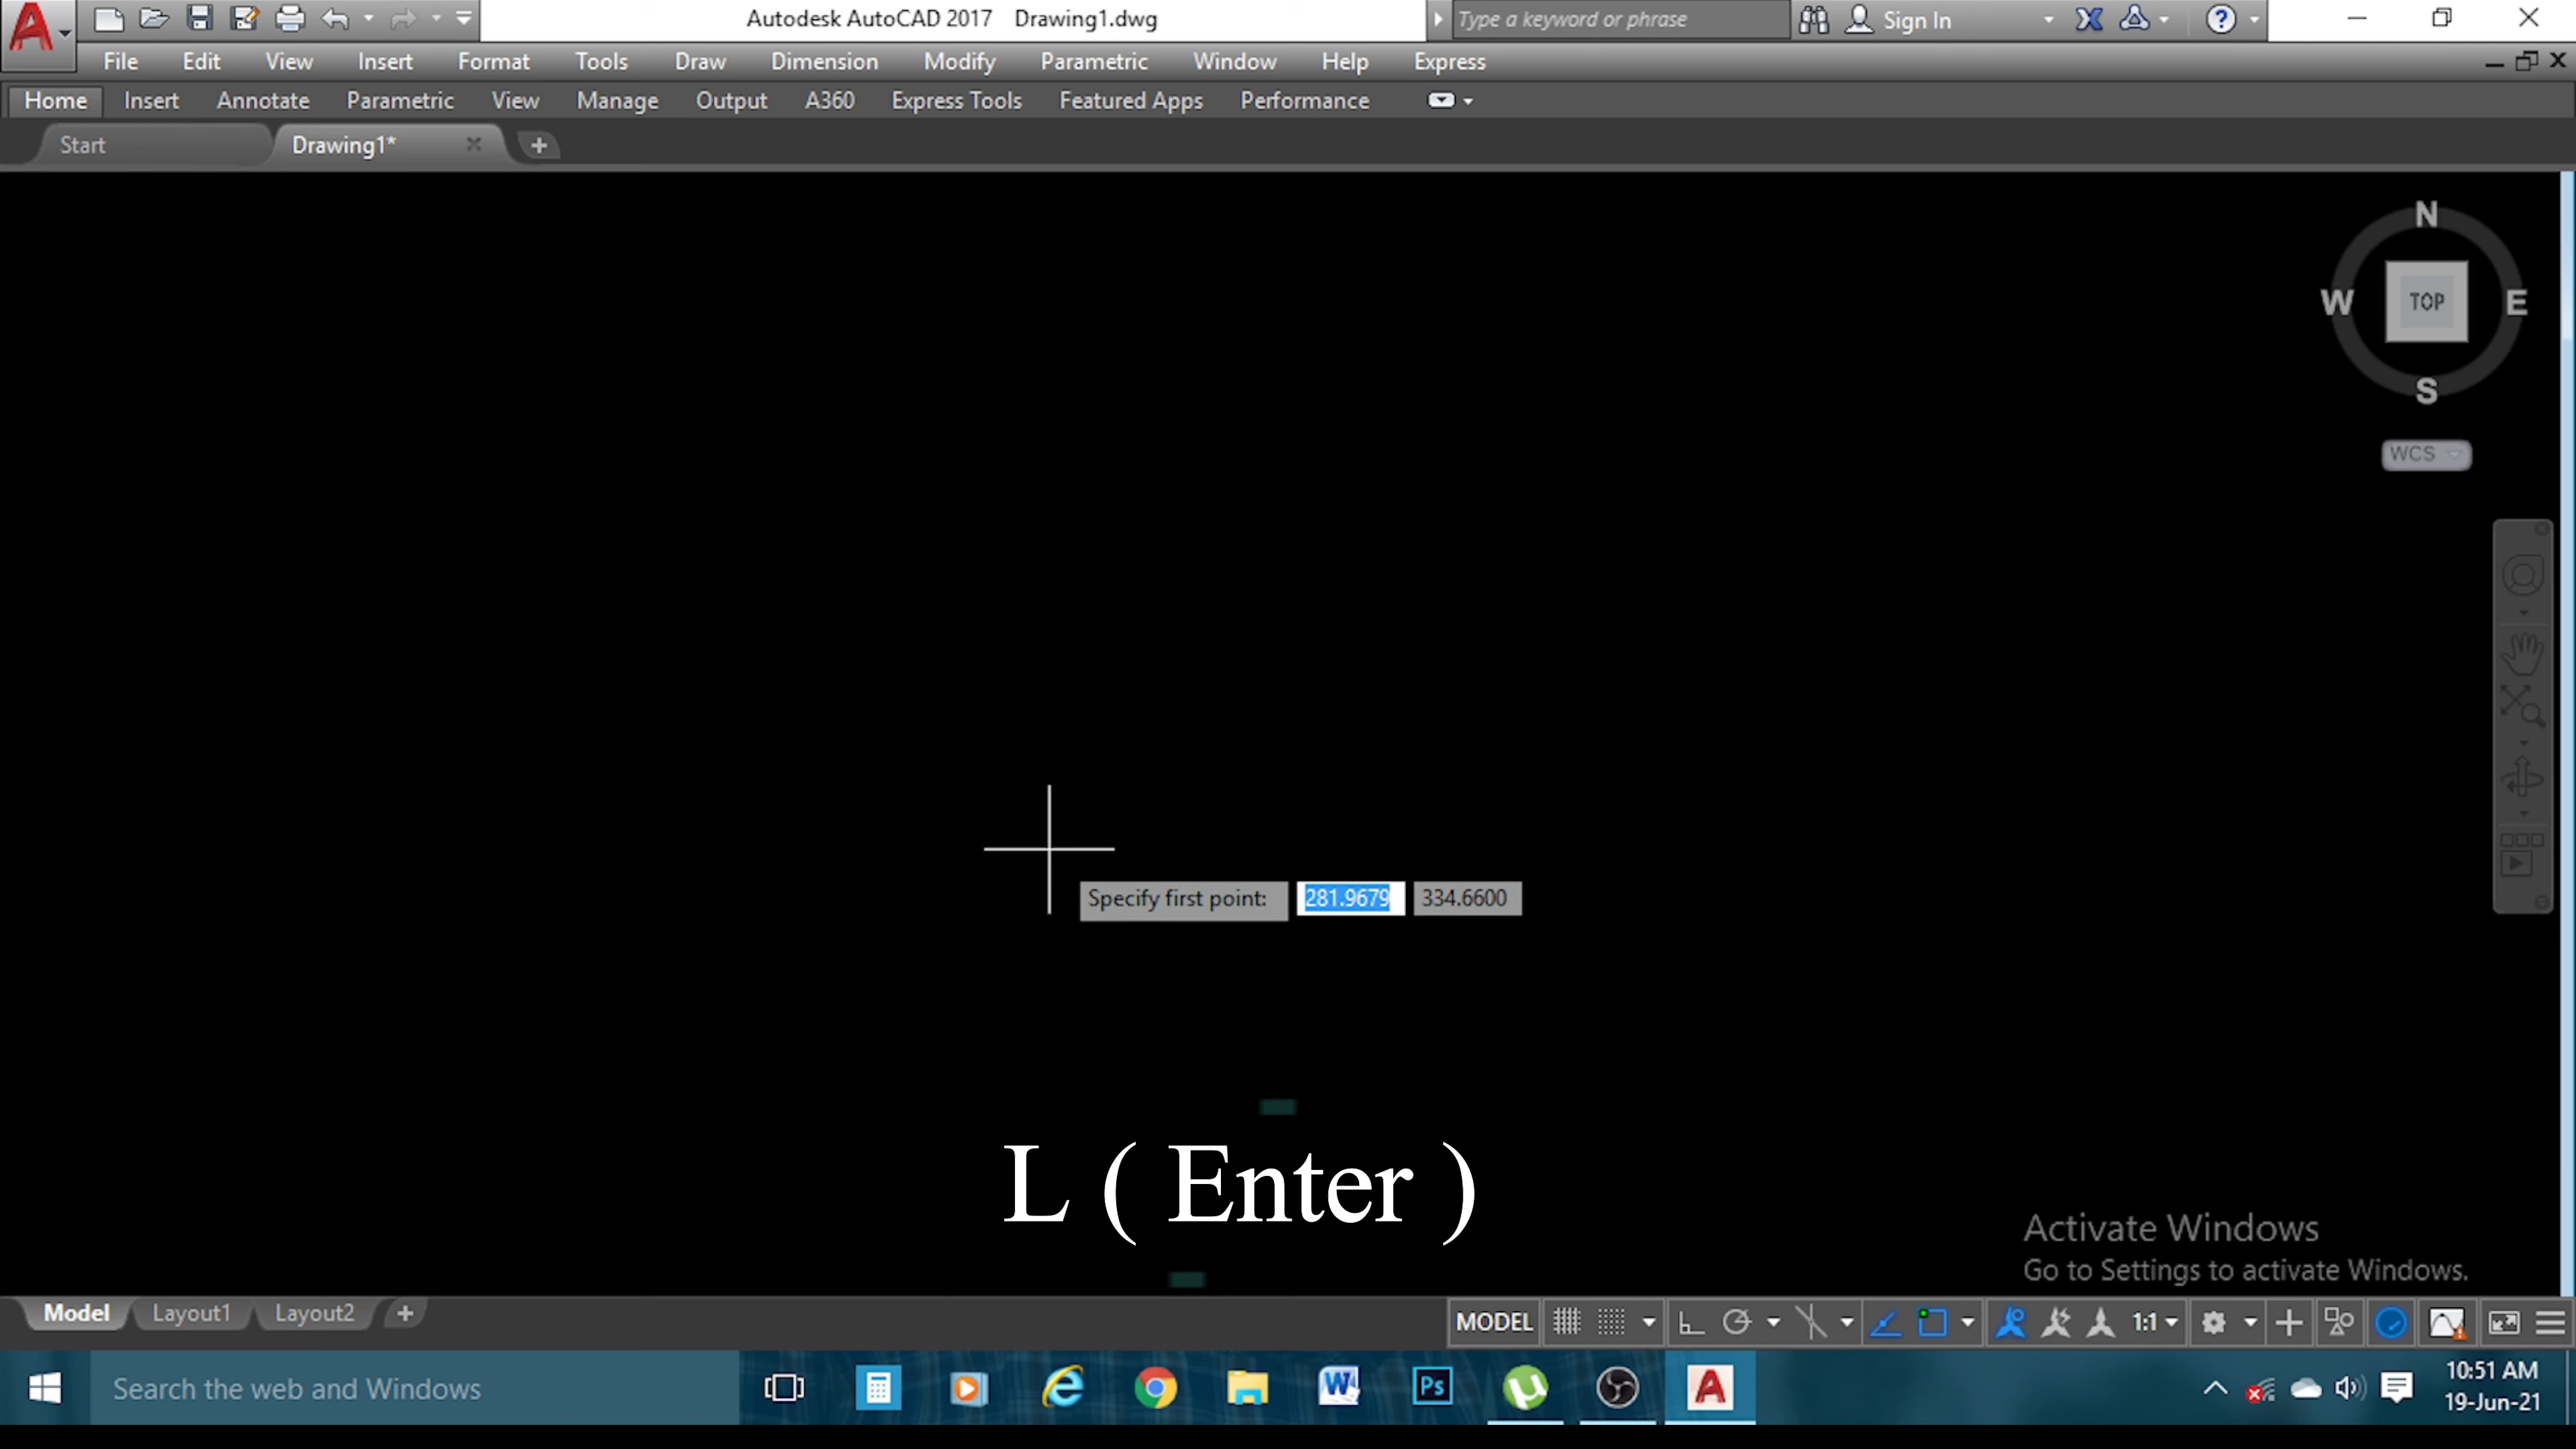 Autodesk AutoCAD 2017 Drawing1.dwg Type a keyword or phrase Sign In
File Edit View Insert Format Tools Draw Dimension Modify Parametric Window Help Express
Home Insert Annotate Parametric View Manage Output A360 Express Tools Featured Apps Performance
Start Drawing1*
N
W TOP E
S
WCS
Specify first point: 281.9679 334.6600
L ( Enter )
Activate Windows
Go to Settings to activate Windows.
Model Layout1 Layout2 MODEL 1:1
Search the web and Windows W Ps 10:51 AM
19-Jun-21